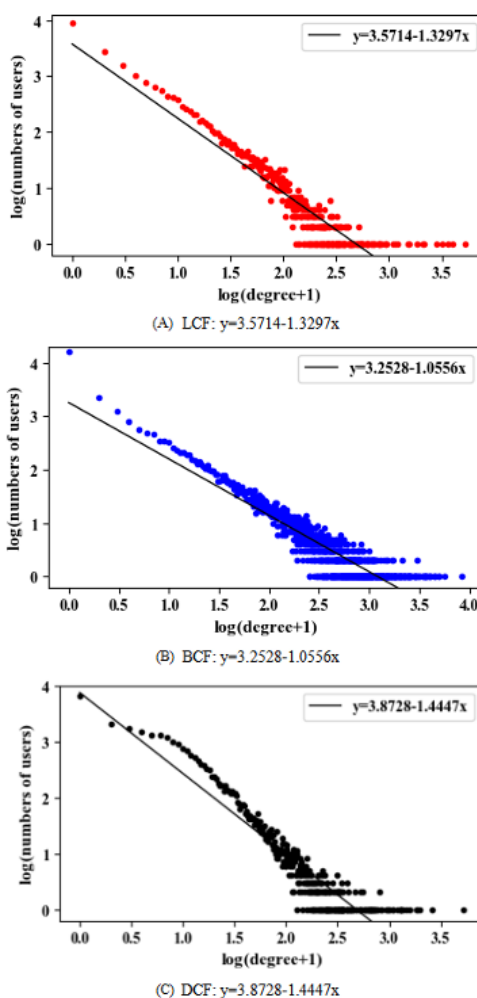 4
3
2
1
0
log(numbers of users)
y=3.5714-1.3297x
0.0 0.5 1.0 1.5 2.0 2.5 3.0 3.5
log(degree+1)
(A) LCF: y=3.5714-1.3297x
4
3
2
1
0
log(numbers of users)
y=3.2528-1.0556x
0.0 0.5 1.0 1.5 2.0 2.5 3.0 3.5 4.0
log(degree+1)
(B) BCF: y=3.2528-1.0556x
4
3
2
1
0
log(numbers of users)
y=3.8728-1.4447x
0.0 0.5 1.0 1.5 2.0 2.5 3.0 3.5
log(degree+1)
(C) DCF: y=3.8728-1.4447x